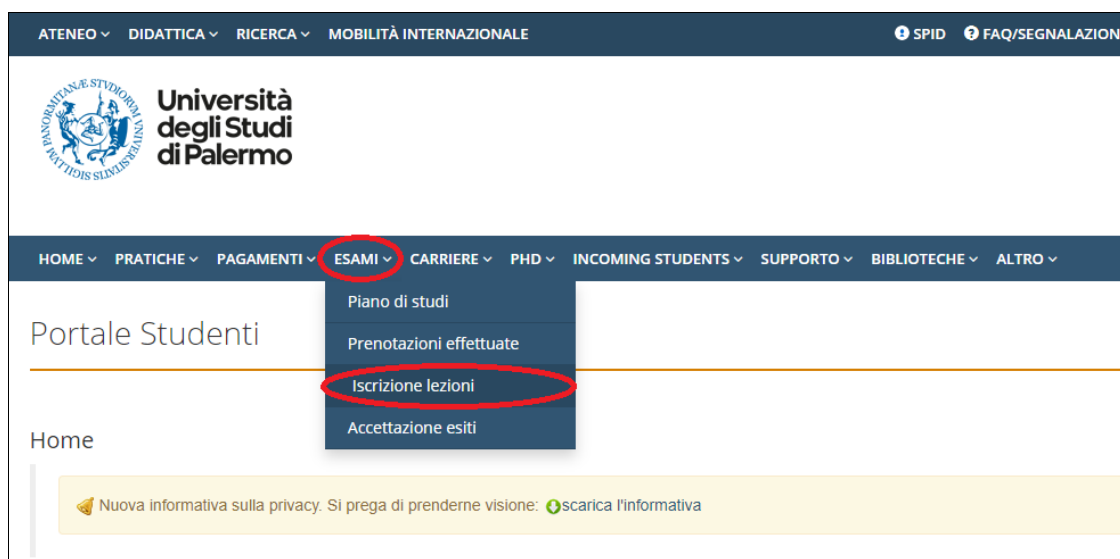 ATENEO DIDATTICA RICERCA MOBILITÀ INTERNAZIONALE SPID FAQ/SEGNALAZION
Università
degli Studi
di Palermo
HOME PRATICHE PAGAMENTI ESAMI CARRIERE PHD INCOMING STUDENTS SUPPORTO BIBLIOTECHE ALTRO
Piano di studi
Portale Studenti
Prenotazioni effettuate
Iscrizione lezioni
Accettazione esiti
Home
Nuova informativa sulla privacy. Si prega di prenderne visione: scarica l'informativa